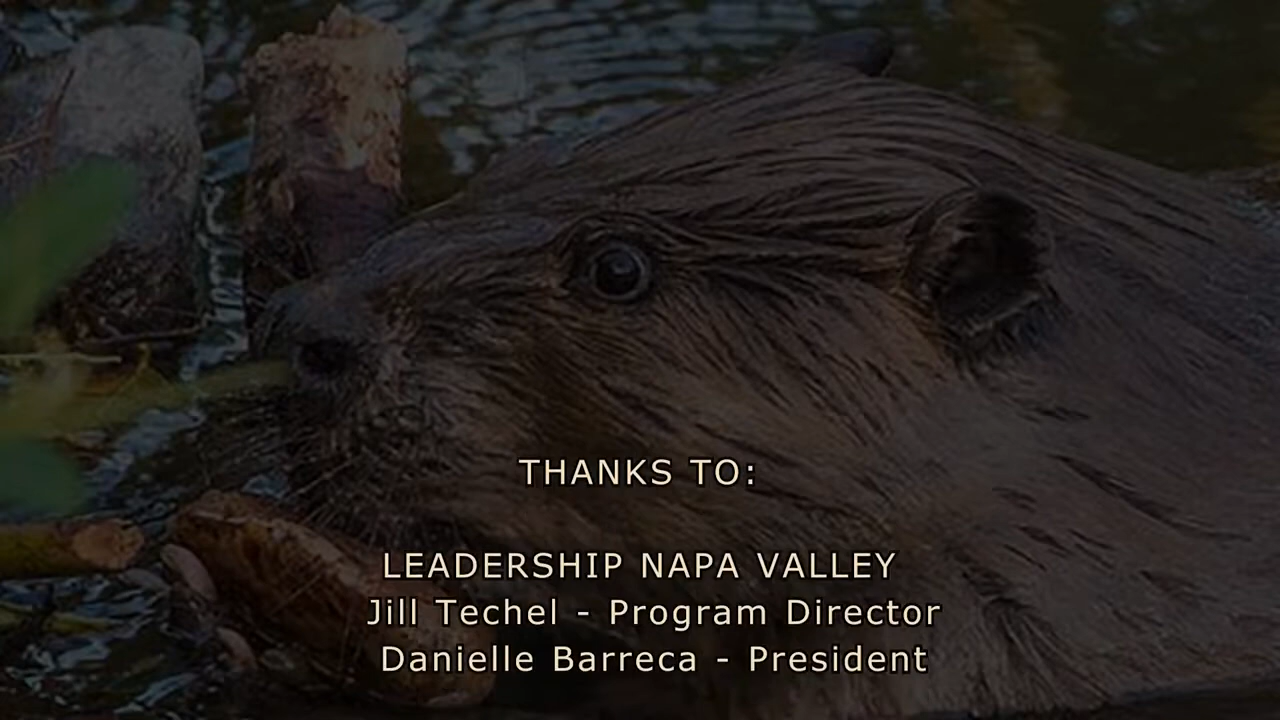 THANKS TO:
LEADERSHIP NAPA VALLEY
Jill Techel - Program Director
Danielle Barreca - President